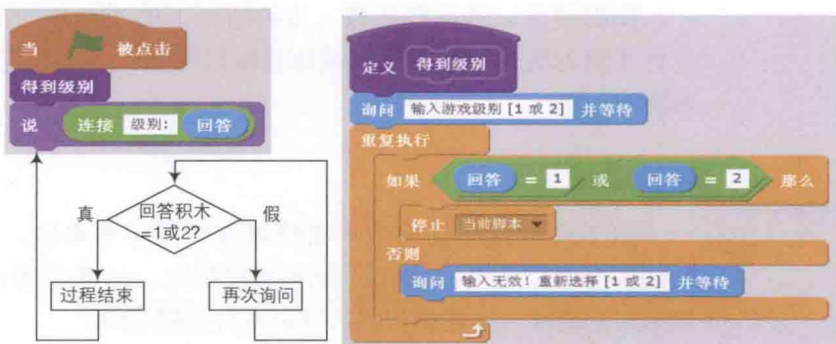 当 被点击
得到级别
说 连接 级别: 回答
真 回答积木 假
=1或2?
过程结束 再次询问
定义 得到级别
询问 输入游戏级别 [1 或 2] 并等待
重复执行
如果 回答 = 1 或 回答 = 2 那么
停止 当前脚本
否则
询问 输入无效! 重新选择 [1 或 2] 并等待